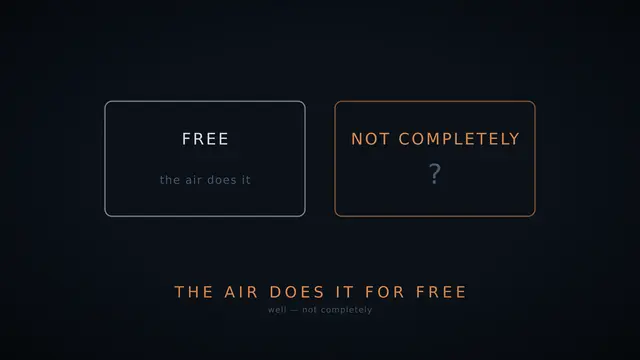 FREE
the air does it
NOT COMPLETELY
?
THE AIR DOES IT FOR FREE
well — not completely